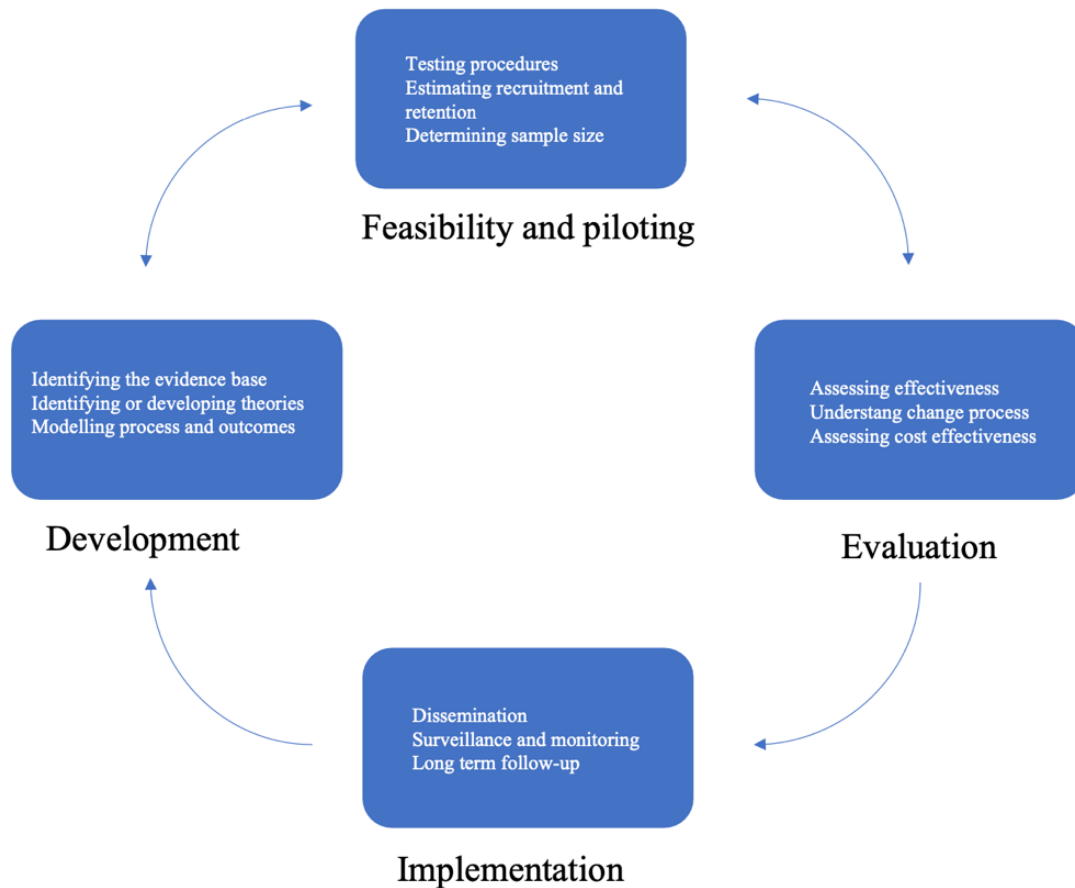 Testing procedures
Estimating recruitment and
retention
Determining sample size
Feasibility and piloting
Identifying the evidence base
Identifying or developing theories
Modelling process and outcomes
Development
Assessing effectiveness
Understang change process
Assessing cost effectiveness
Evaluation
Dissemination
Surveillance and monitoring
Long term follow-up
Implementation